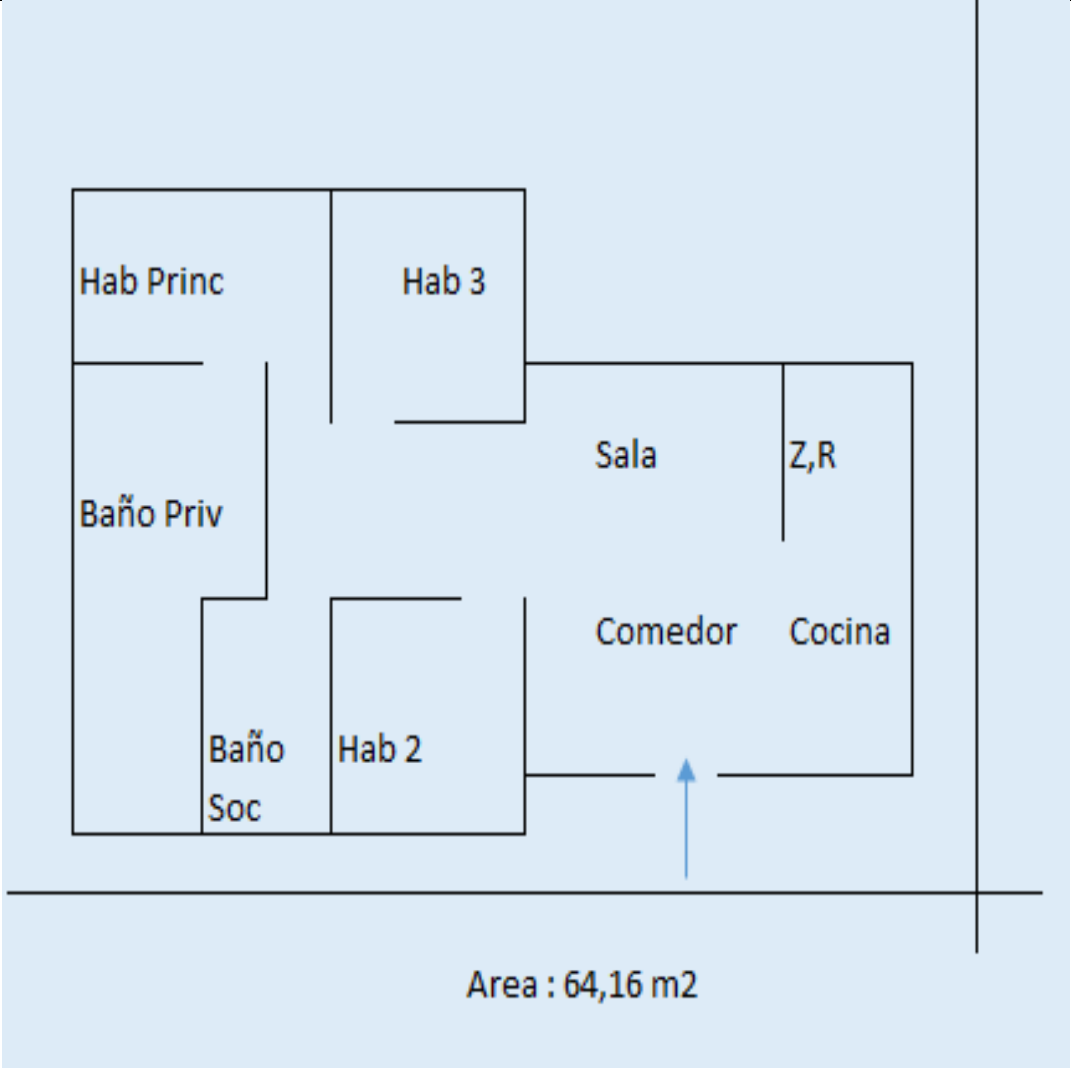 Hab Princ
Hab 3
Sala
Z,R
Baño Priv
Comedor
Cocina
Baño
Soc
Hab 2
Area : 64,16 m2